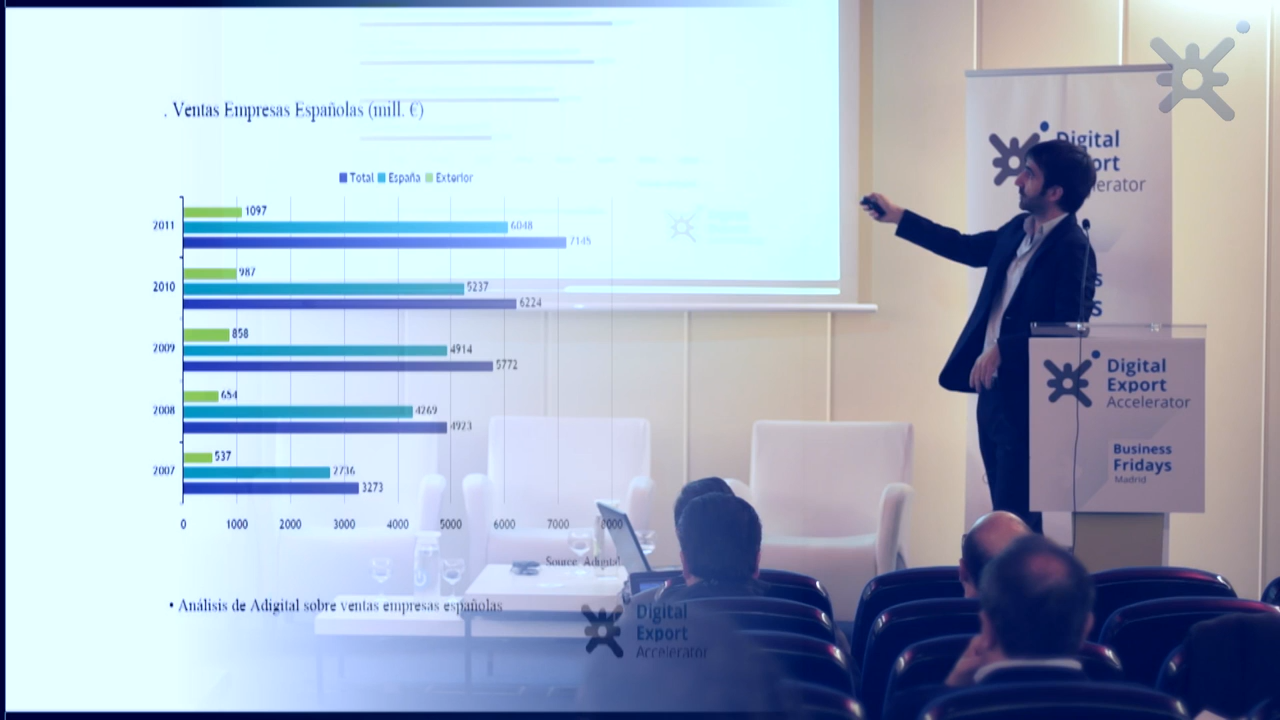 . Ventas Empresas Españolas (mill. €)
Total España Exterior
2011
1097
6048
7145
2010
987
5237
6224
2009
858
4914
5772
2008
654
4269
4923
2007
537
2736
3273
0 1000 2000 3000 4000 5000 6000 7000 8000
Source Adigital
• Análisis de Adigital sobre ventas empresas españolas
Digital
Export
Accelerator
Digital
Export
Accelerator
Business
Fridays
Madrid
Digital